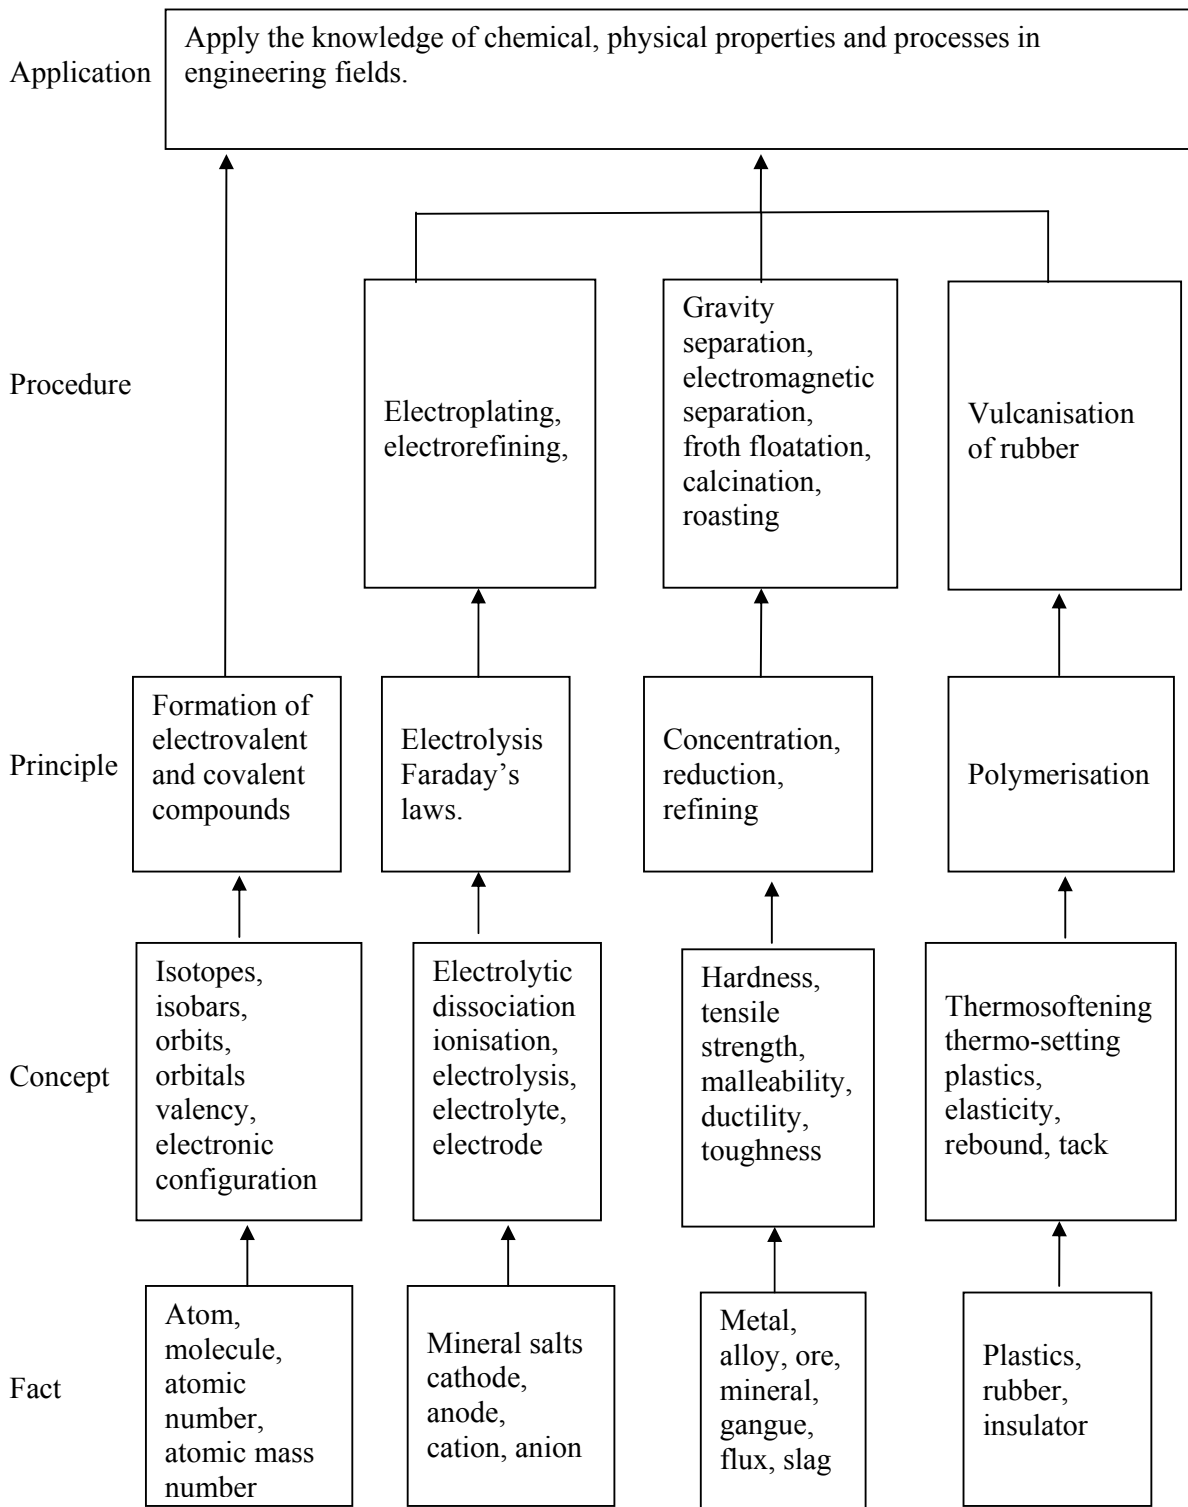 Application
Apply the knowledge of chemical, physical properties and processes in
engineering fields.
Procedure
Electroplating,
electrorefining,
Gravity
separation,
electromagnetic
separation,
froth floatation,
calcination,
roasting
Vulcanisation
of rubber
Principle
Formation of
electrovalent
and covalent
compounds
Electrolysis
Faraday’s
laws.
Concentration,
reduction,
refining
Polymerisation
Concept
Isotopes,
isobars,
orbits,
orbitals
valency,
electronic
configuration
Electrolytic
dissociation
ionisation,
electrolysis,
electrolyte,
electrode
Hardness,
tensile
strength,
malleability,
ductility,
toughness
Thermosoftening
thermo-setting
plastics,
elasticity,
rebound, tack
Fact
Atom,
molecule,
atomic
number,
atomic mass
number
Mineral salts
cathode,
anode,
cation, anion
Metal,
alloy, ore,
mineral,
gangue,
flux, slag
Plastics,
rubber,
insulator